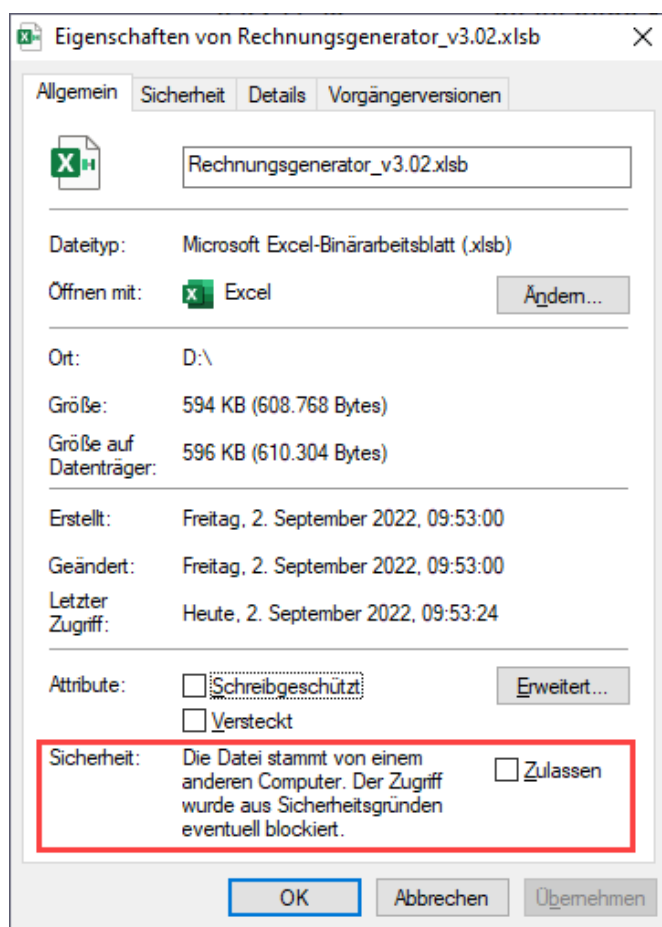 Eigenschaften von Rechnungsgenerator_v3.02.xlsb
Allgemein Sicherheit Details Vorgängerversionen
Rechnungsgenerator_v3.02.xlsb
Dateityp: Microsoft Excel-Binärarbeitsblatt (.xlsb)
Öffnen mit: Excel Ändern...
Ort: D:\
Größe: 594 KB (608.768 Bytes)
Größe auf
Datenträger: 596 KB (610.304 Bytes)
Erstellt: Freitag, 2. September 2022, 09:53:00
Geändert: Freitag, 2. September 2022, 09:53:00
Letzter
Zugriff: Heute, 2. September 2022, 09:53:24
Attribute: Schreibgeschützt Erweitert...
Versteckt
Sicherheit: Die Datei stammt von einem
anderen Computer. Der Zugriff
wurde aus Sicherheitsgründen
eventuell blockiert.
Zulassen
OK Abbrechen Übernehmen